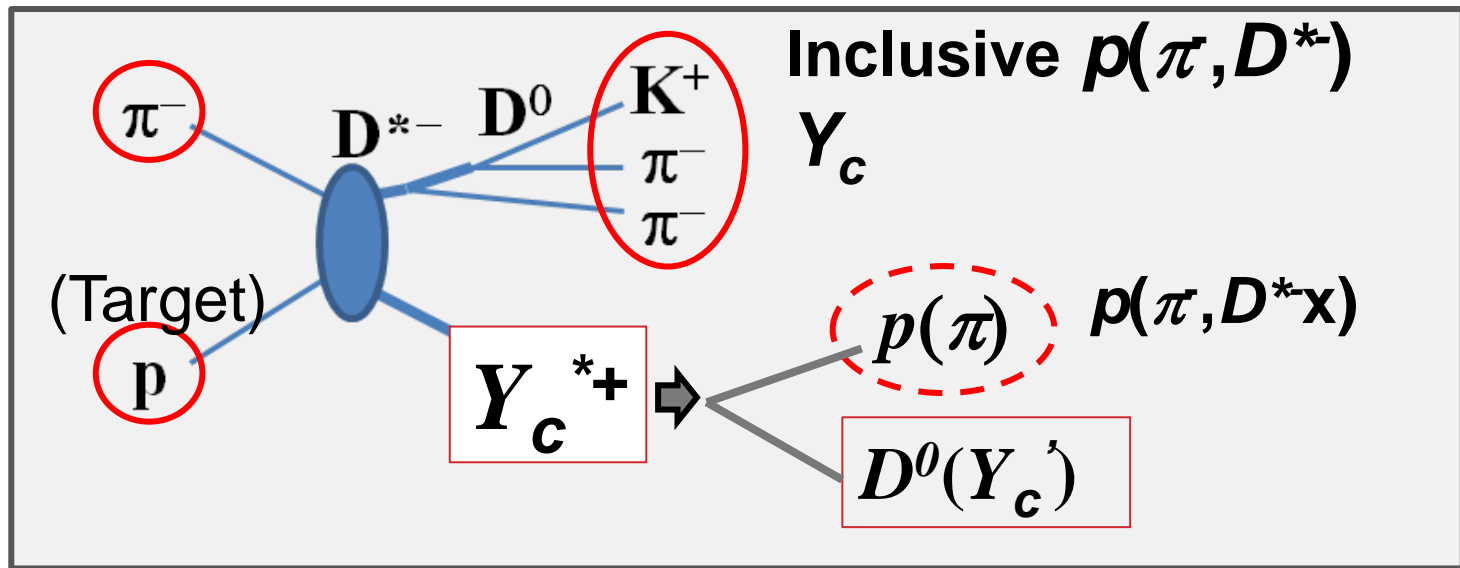 Inclusive p(π⁻,D*⁻)
Y_c
π⁻
D*⁻
D⁰
K⁺
π⁻
π⁻
(Target)
p
Y_c*⁺
p(π)
p(π⁻,D*⁻x)
D⁰(Y_c’)